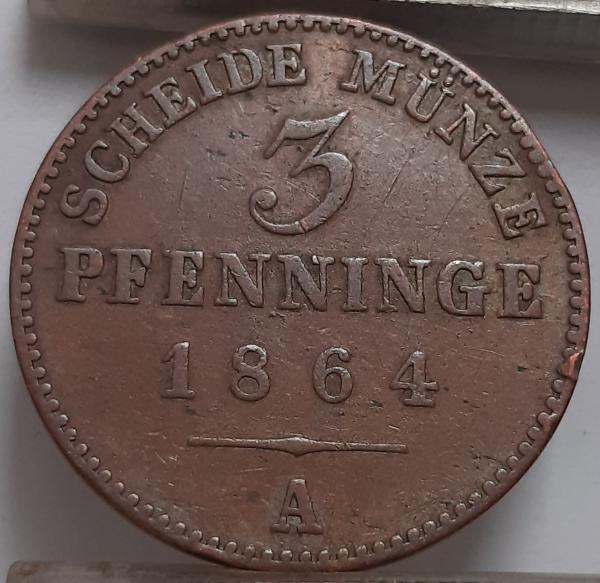 SCHEIDE MÜNZE
3
PFENNINGE
1864
A